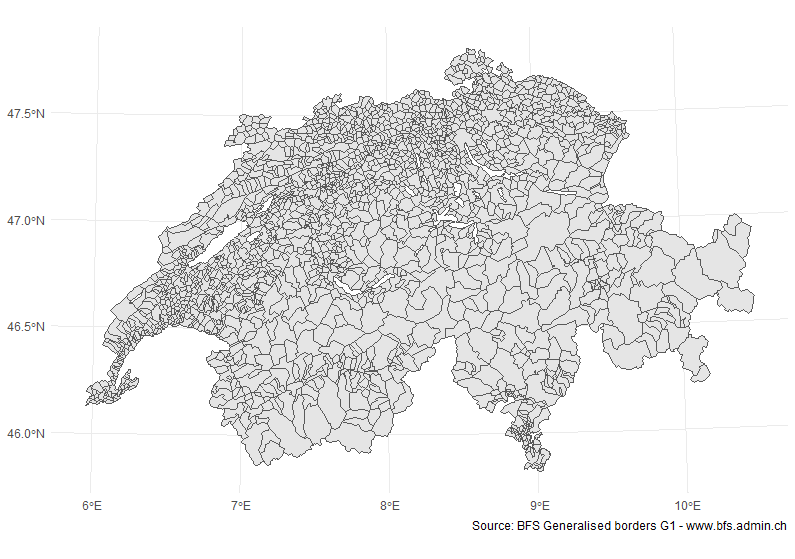 47.5°N
47.0°N
46.5°N
46.0°N
6°E
7°E
8°E
9°E
10°E
Source: BFS Generalised borders G1 - www.bfs.admin.ch